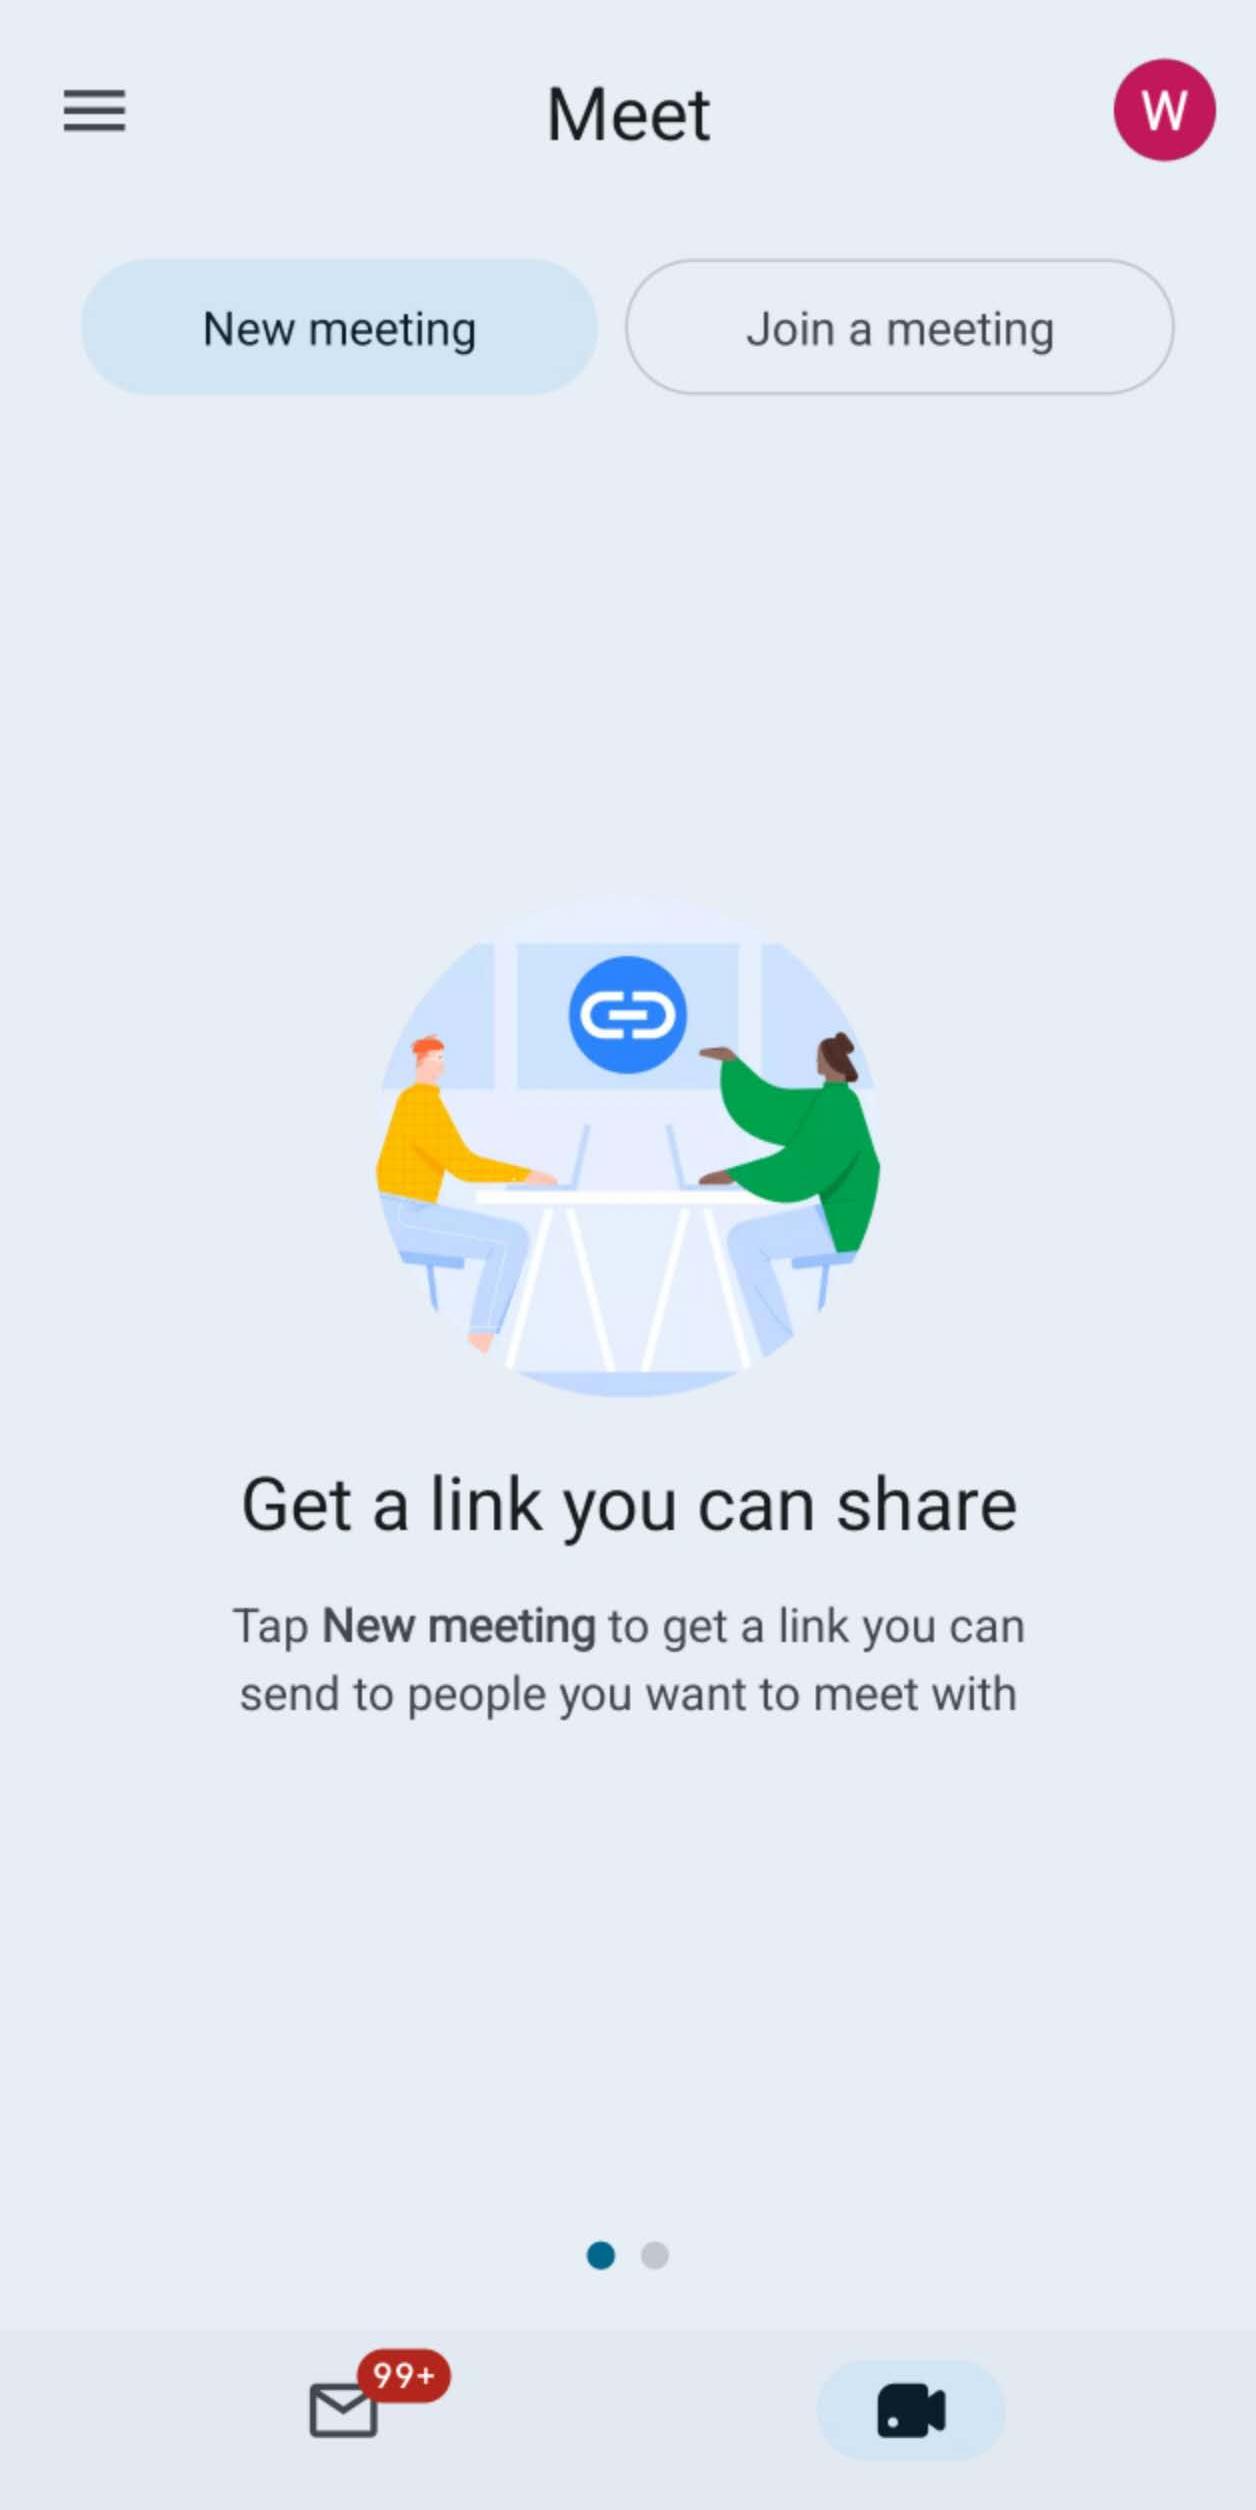 Meet
W
New meeting
Join a meeting
Get a link you can share
Tap New meeting to get a link you can
send to people you want to meet with
99+